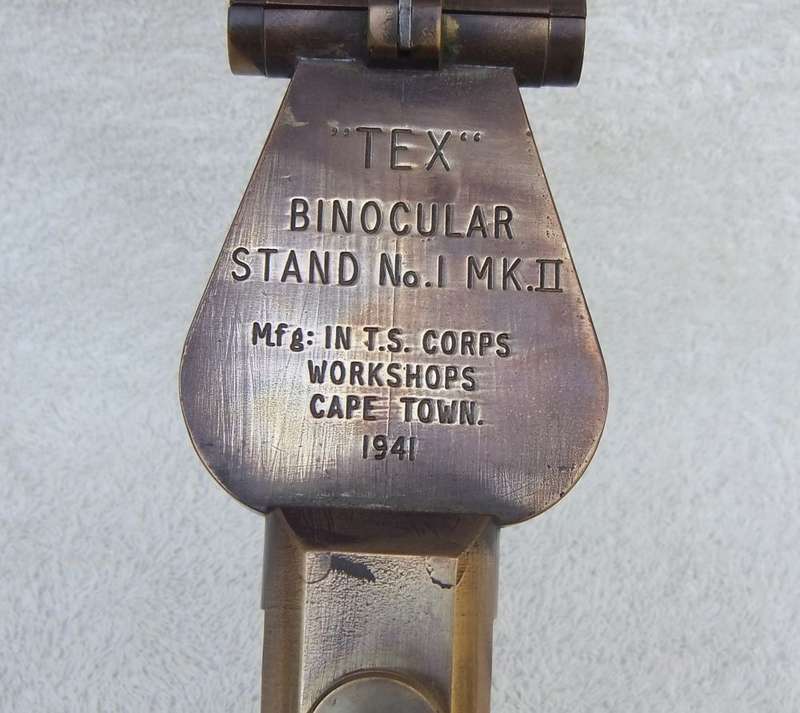 "TEX"
BINOCULAR
STAND No.1 MK.II
Mfg: IN T.S. CORPS
WORKSHOPS
CAPE TOWN.
1941